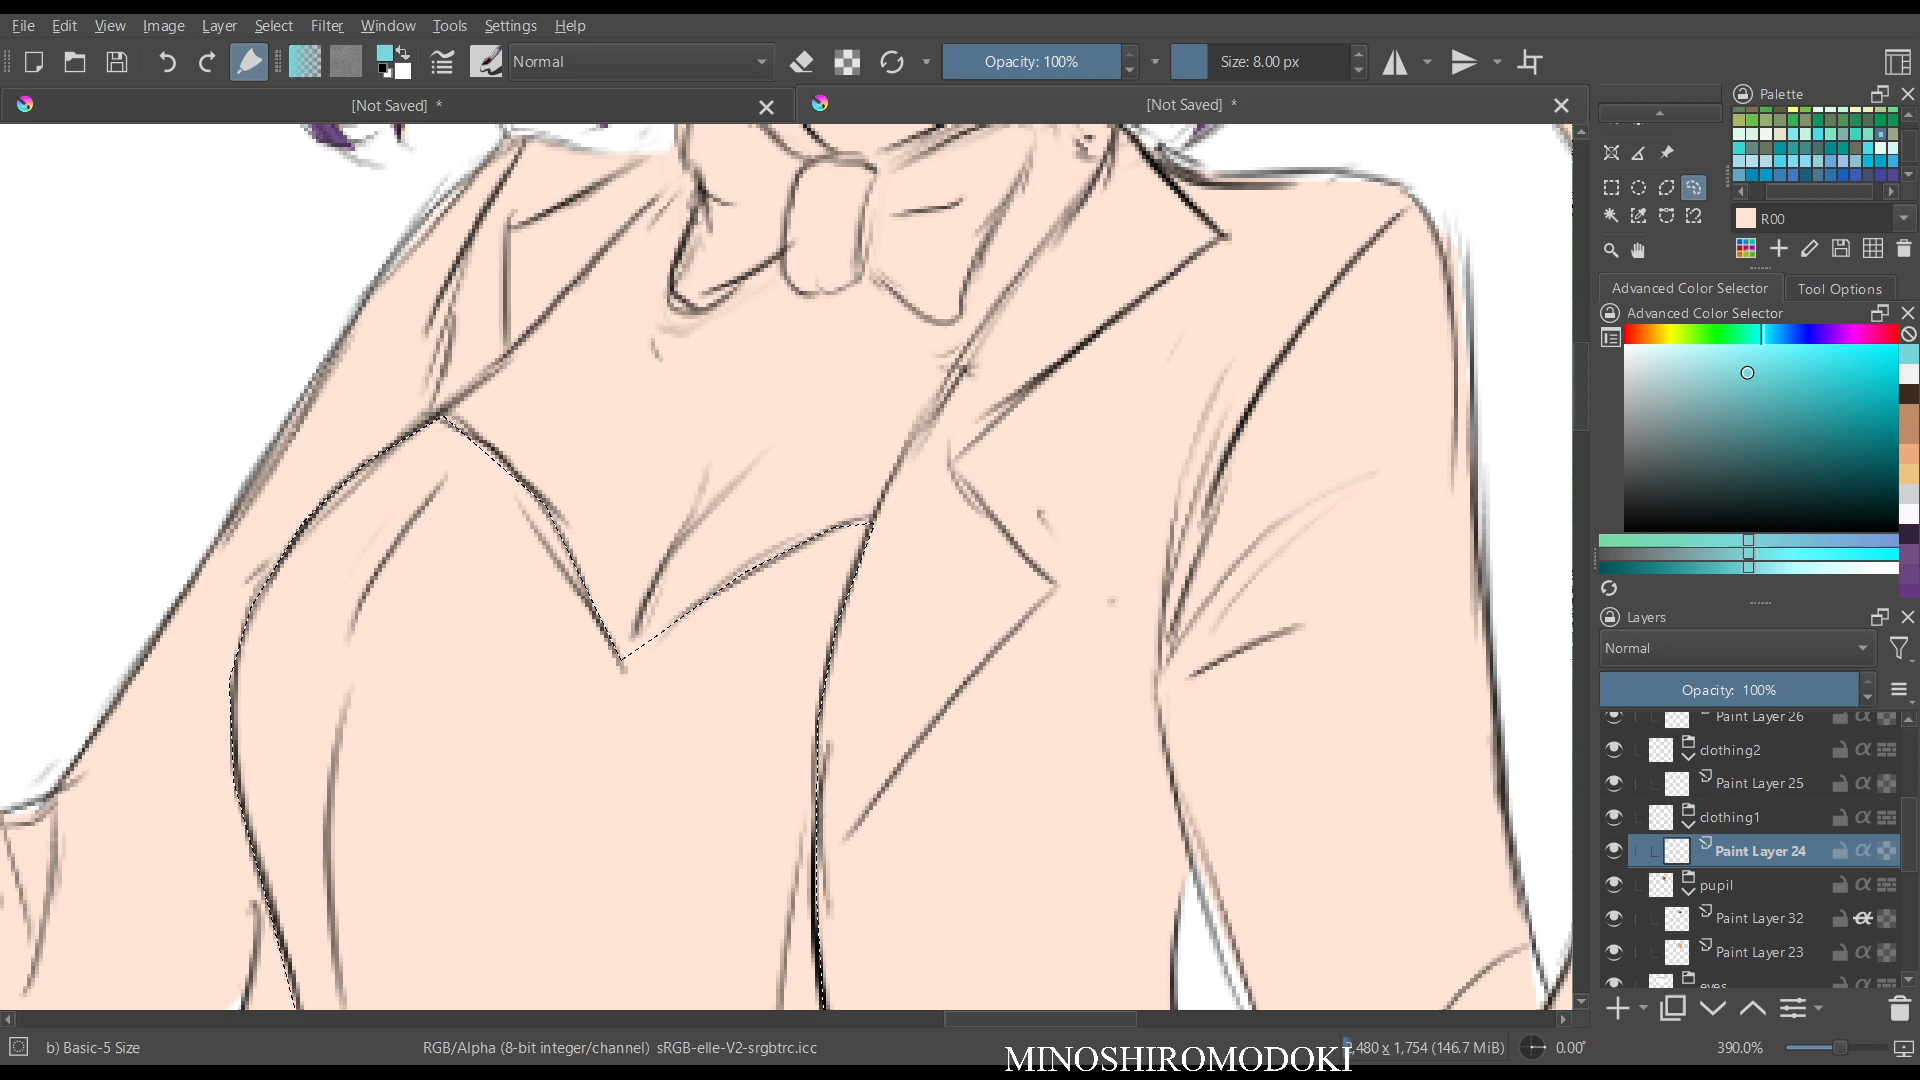 File Edit View Image Layer Select Filter Settings Window Tools Settings Help
Normal
Opacity: 100%
Size: 8.00 px
[Not Saved] *
[Not Saved] *
Palette
R00
Advanced Color Selector
Tool Options
Advanced Color Selector
Layers
Normal
Opacity: 100%
Paint Layer 26
clothing2
Paint Layer 25
clothing1
Paint Layer 24
pupil
Paint Layer 32
Paint Layer 23
eyes
b) Basic-5 Size
RGB/Alpha (8-bit integer/channel) sRGB-elle-V2-srgbtrc.icc
MINOSHIROMODOKI
2,480 x 1,754 (146.7 MiB)
0.00°
390.0%